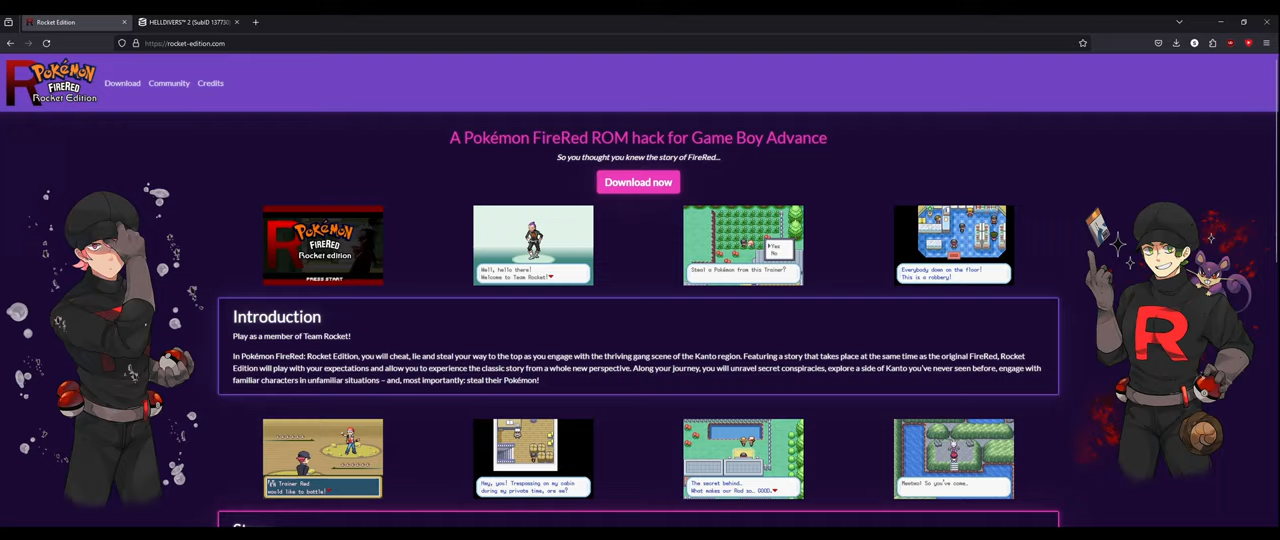 Rocket Edition
HELLDIVERS™ 2 (SubID 137730
https://rocket-edition.com
R POKéMON
FIRERED
Rocket Edition
Download Community Credits
A Pokémon FireRed ROM hack for Game Boy Advance
So you thought you knew the story of FireRed...
Download now
R POKéMON
FIRERED
Rocket edition
PRESS START
Well, hello there!
Welcome to Team Rocket!
Yes
No
Steal a Pokémon from this Trainer?
Everybody down on the floor!
This is a robbery!
R
Introduction
Play as a member of Team Rocket!
In Pokémon FireRed: Rocket Edition, you will cheat, lie and steal your way to the top as you engage with the thriving gang scene of the Kanto region. Featuring a story that takes place at the same time as the original FireRed, Rocket
Edition will play with your expectations and allow you to experience the classic story from a whole new perspective. Along your journey, you will unravel secret conspiracies, explore a side of Kanto you've never seen before, engage with
familiar characters in unfamiliar situations – and, most importantly: steal their Pokémon!
Trainer Red
would like to battle!
Hey, you! Trespassing on my cabin
during my private time, are we?
The secret behind...
What makes our Rod so... GOOD.
Mewtwo! So you've come...